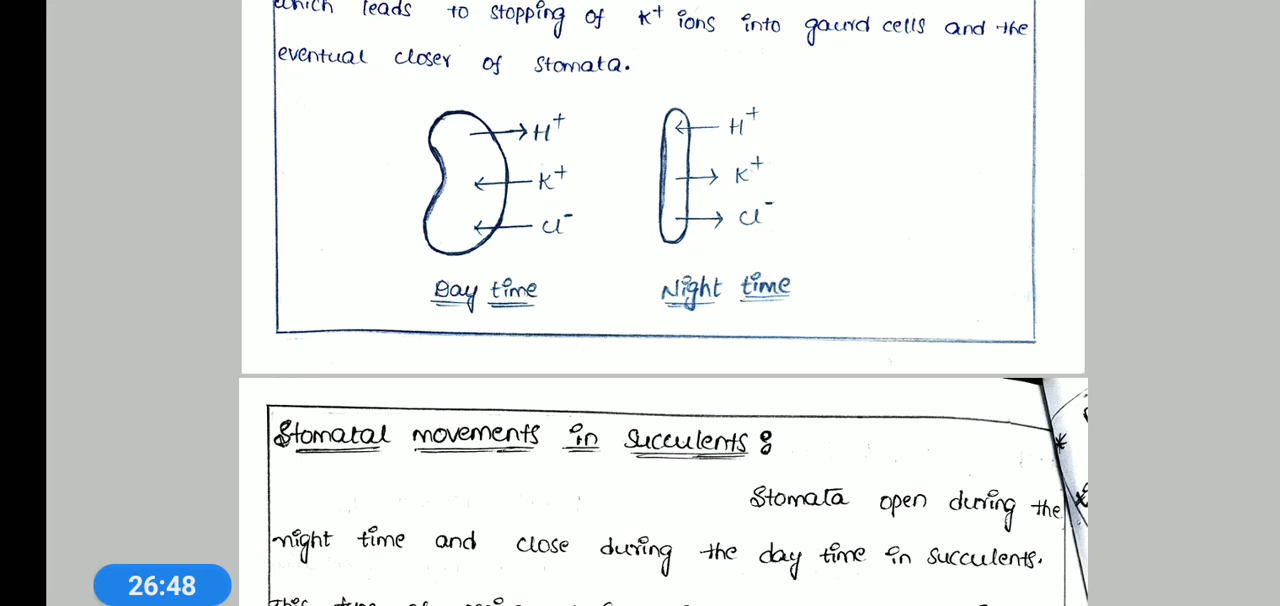 which leads to stopping of K+ ions into gaurd cells and the
eventual closer of stomata.
H+
K+
Cl-
Day time
H+
K+
Cl-
Night time
Stomatal movements in succulents :
Stomata open during the
night time and close during the day time in succulents.
26:48